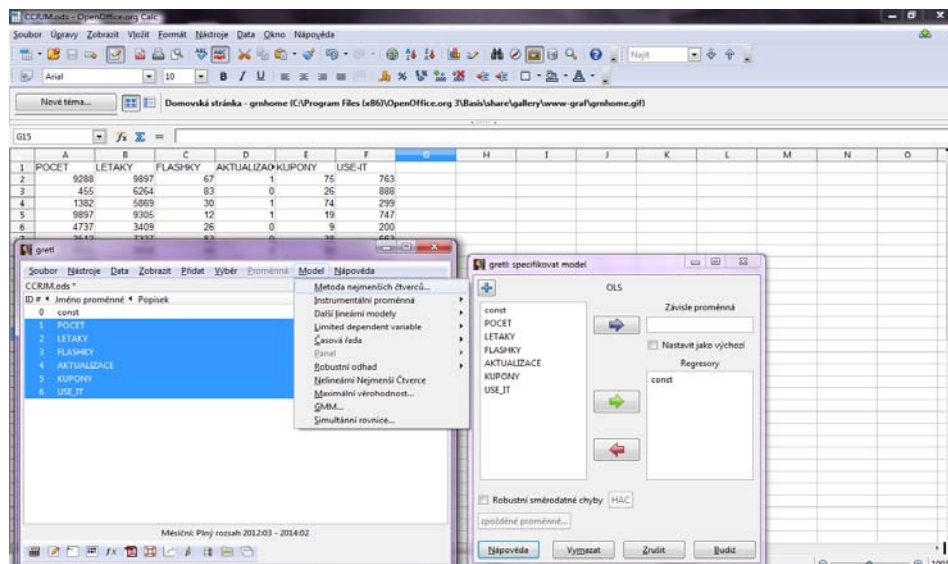 CCRJM.ods - OpenOffice.org Calc
Soubor Úpravy Zobrazit Vložit Formát Nástroje Data Okno Nápověda
Najít
Arial 10
Nové téma... Domovská stránka - grnhome (C:\Program Files (x86)\OpenOffice.org 3\Basis\share\gallery\www-graf\grnhome.gif)
G15
A B C D E F G H I J K L M N O
1 POCET LETAKY FLASHKY AKTUALIZAC KUPONY USE-IT
2 9288 9897 67 1 75 763
3 455 6264 83 0 26 888
4 1382 5869 30 1 74 299
5 9897 9305 12 1 19 747
6 4737 3409 26 0 9 200
gretl
Soubor Nástroje Data Zobrazit Přidat Výběr Proměnná Model Nápověda
CCRJM.ods *
ID # Jméno proměnné Popisek
0 const
1 POCET
2 LETAKY
3 FLASHKY
4 AKTUALIZACE
5 KUPONY
6 USE_IT
Měsíční: Plný rozsah 2012:03 - 2014:02
Metoda nejmenších čtverců...
Instrumentální proměnná
Další lineární modely
Limited dependent variable
Časová řada
Panel
Robustní odhad
Nelineární Nejmenší Čtverce
Maximální věrohodnost...
GMM...
Simultánní rovnice...
gretl: specifikovat model
OLS
const
POCET
LETAKY
FLASHKY
AKTUALIZACE
KUPONY
USE_IT
Závisle proměnná
Nastavit jako výchozí
Regresory
const
Robustní směrodatné chyby HAC
zpožděné proměnné...
Nápověda Vymazat Zrušit Budiž